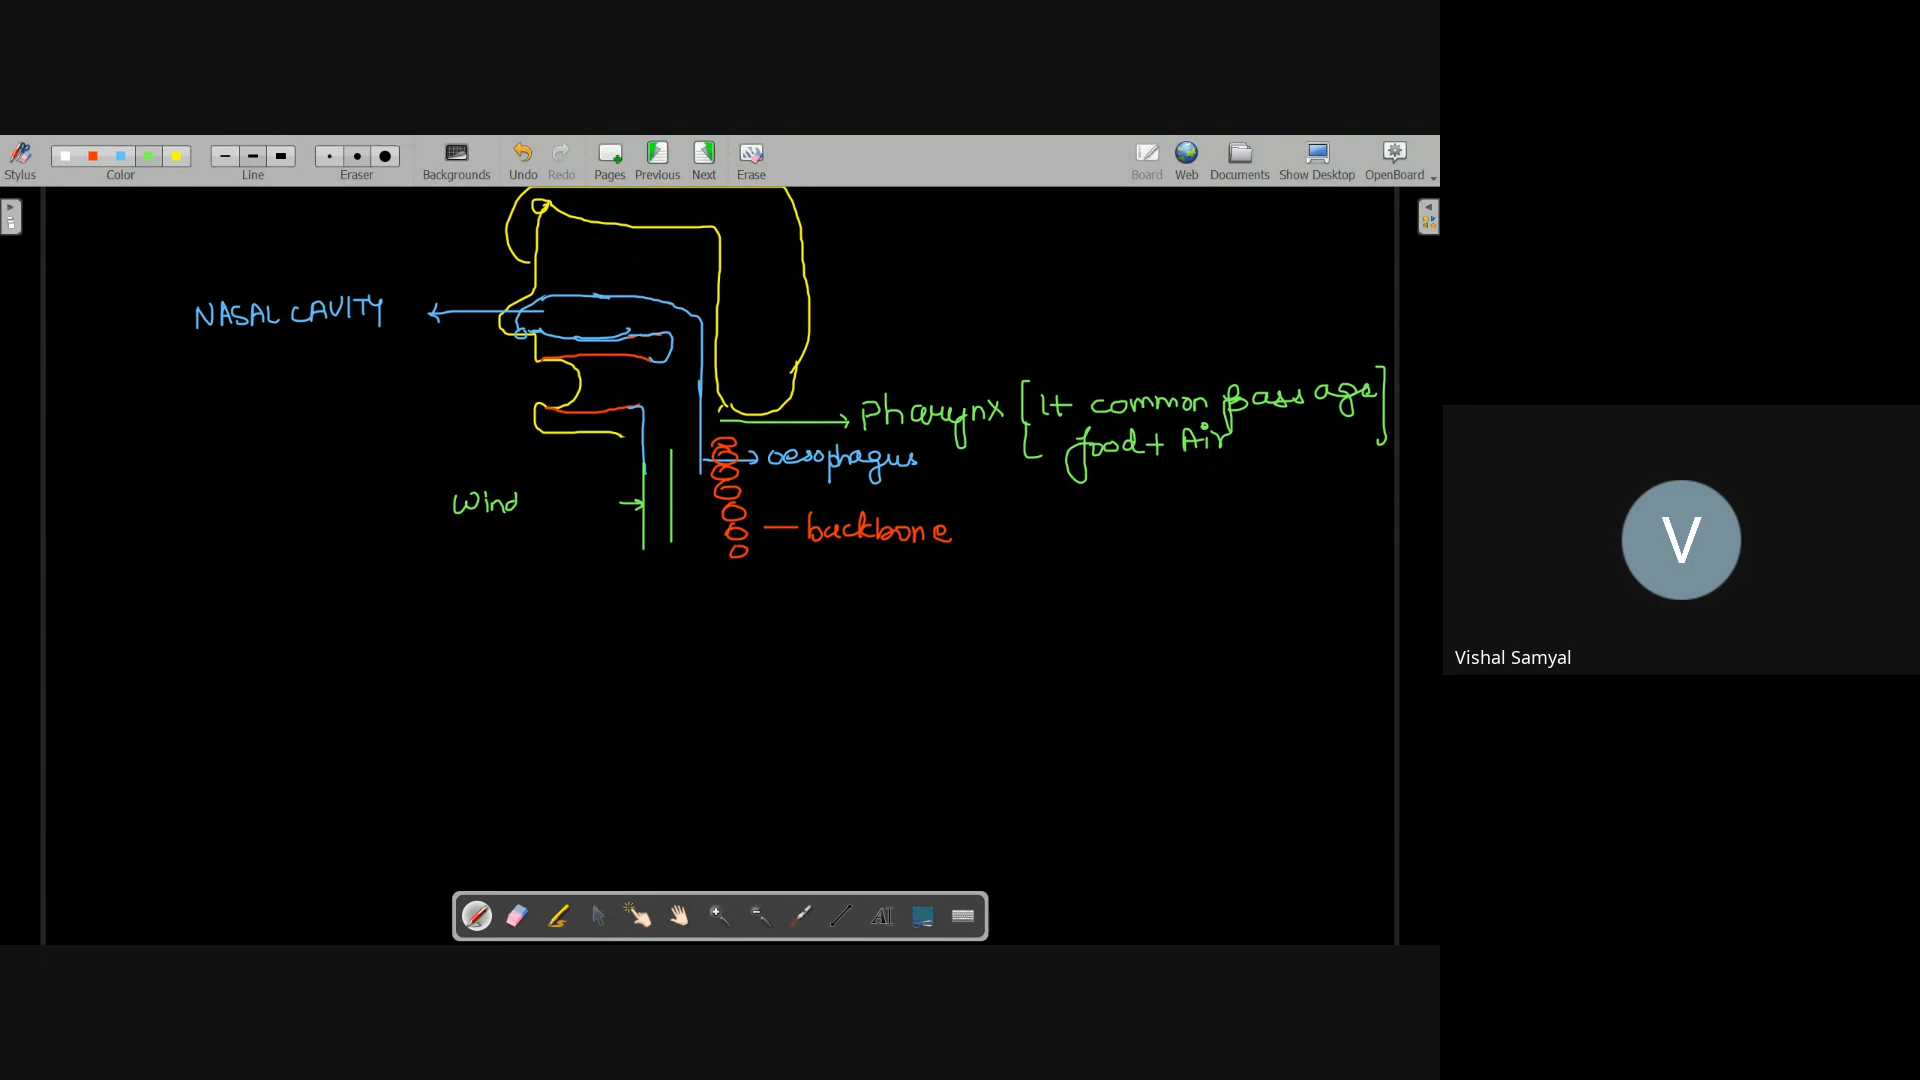 Stylus
Color
Line
Eraser
Backgrounds
Undo
Redo
Pages
Previous
Next
Erase
Board
Web
Documents
Show Desktop
OpenBoard
NASAL CAVITY
Pharynx [It common passage]
food + Air
oesophagus
Wind
backbone
V
Vishal Samyal